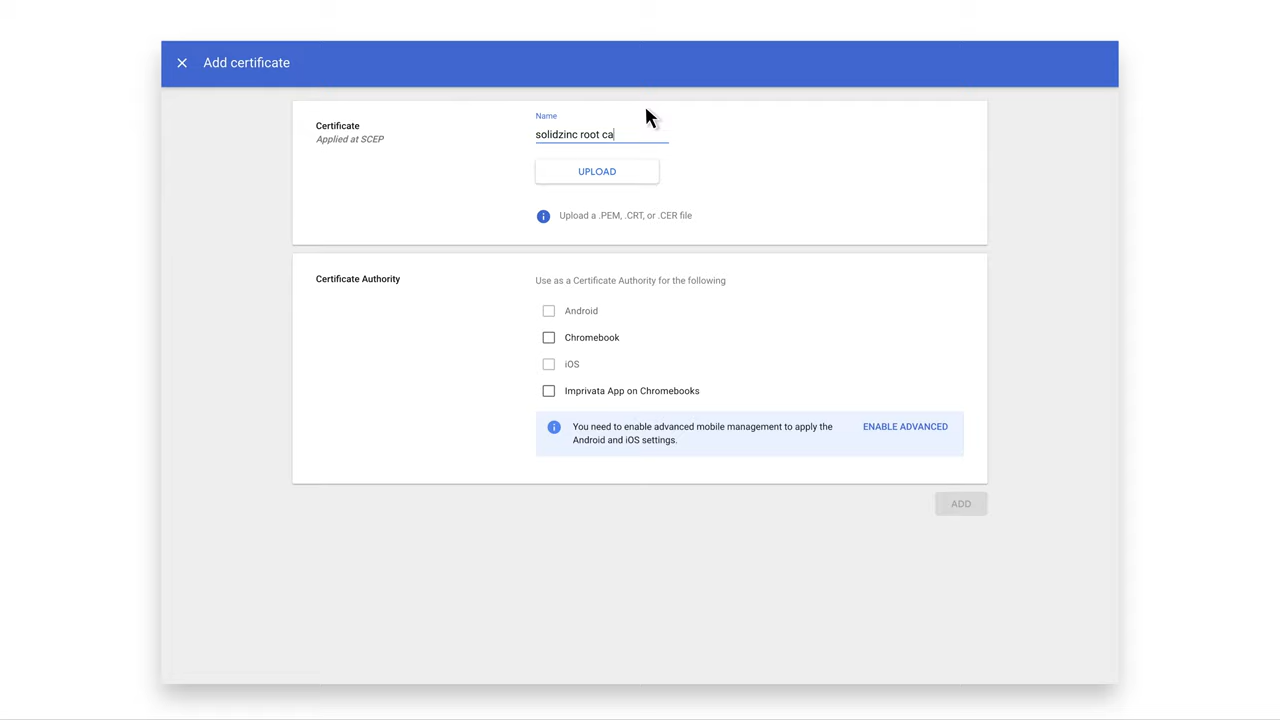 Add certificate
Certificate
Applied at SCEP
Name
solidzinc root ca
UPLOAD
Upload a .PEM, .CRT, or .CER file
Certificate Authority
Use as a Certificate Authority for the following
Android
Chromebook
iOS
Imprivata App on Chromebooks
You need to enable advanced mobile management to apply the
Android and iOS settings.
ENABLE ADVANCED
ADD